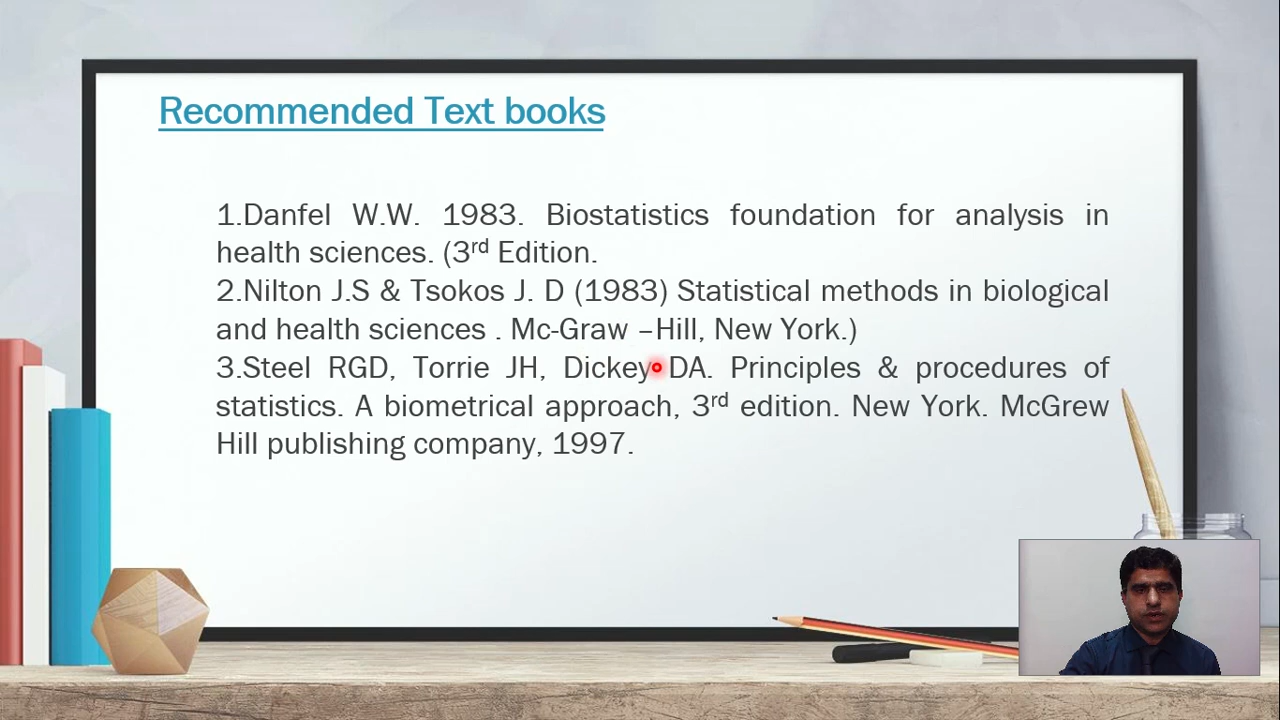 Recommended Text books
1.Danfel W.W. 1983. Biostatistics foundation for analysis in
health sciences. (3rd Edition.
2.Nilton J.S & Tsokos J. D (1983) Statistical methods in biological
and health sciences . Mc-Graw –Hill, New York.)
3.Steel RGD, Torrie JH, Dickey DA. Principles & procedures of
statistics. A biometrical approach, 3rd edition. New York. McGrew
Hill publishing company, 1997.